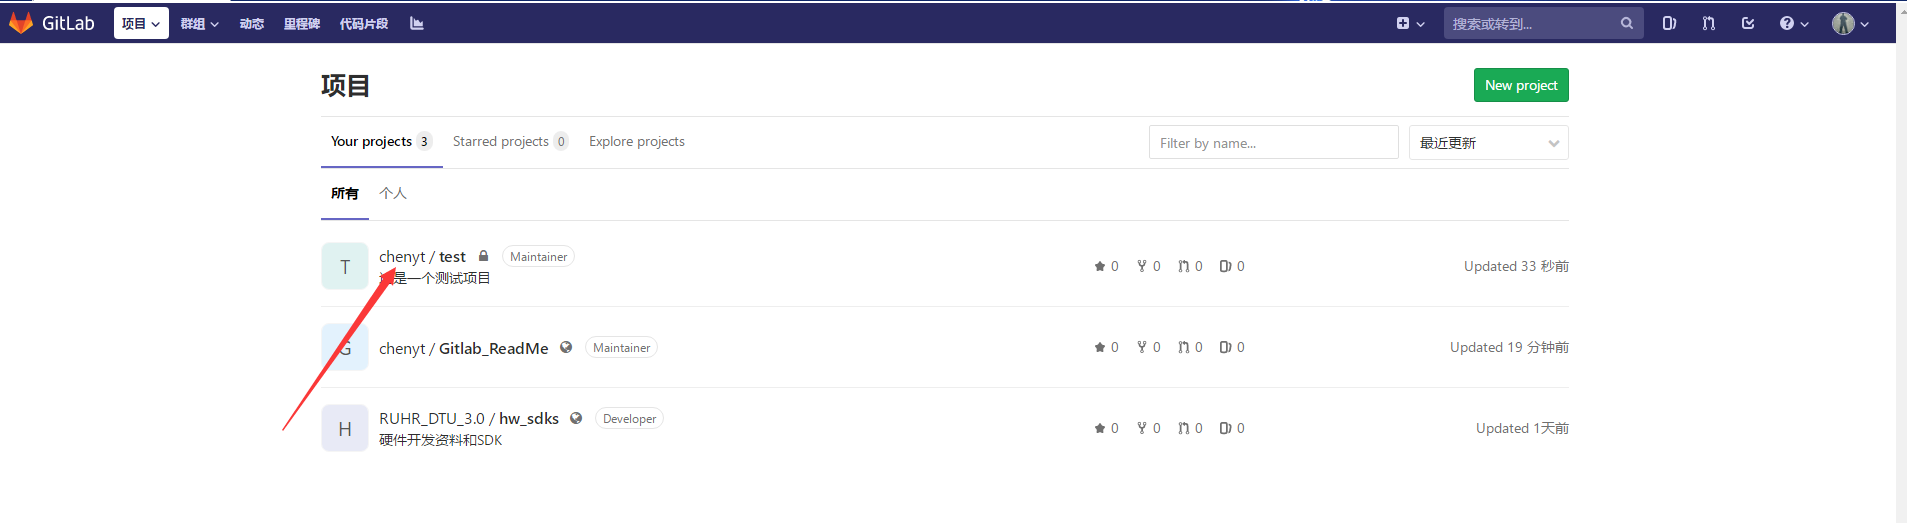 GitLab 项目 群组 动态 里程碑 代码片段 搜索或转到...
项目
New project
Your projects 3 Starred projects 0 Explore projects Filter by name... 最近更新
所有 个人
T chenyt / test Maintainer
这是一个测试项目
0 0 0 0 Updated 33 秒前
G chenyt / Gitlab_ReadMe Maintainer 0 0 0 0 Updated 19 分钟前
H RUHR_DTU_3.0 / hw_sdks Developer
硬件开发资料和SDK
0 0 0 0 Updated 1天前